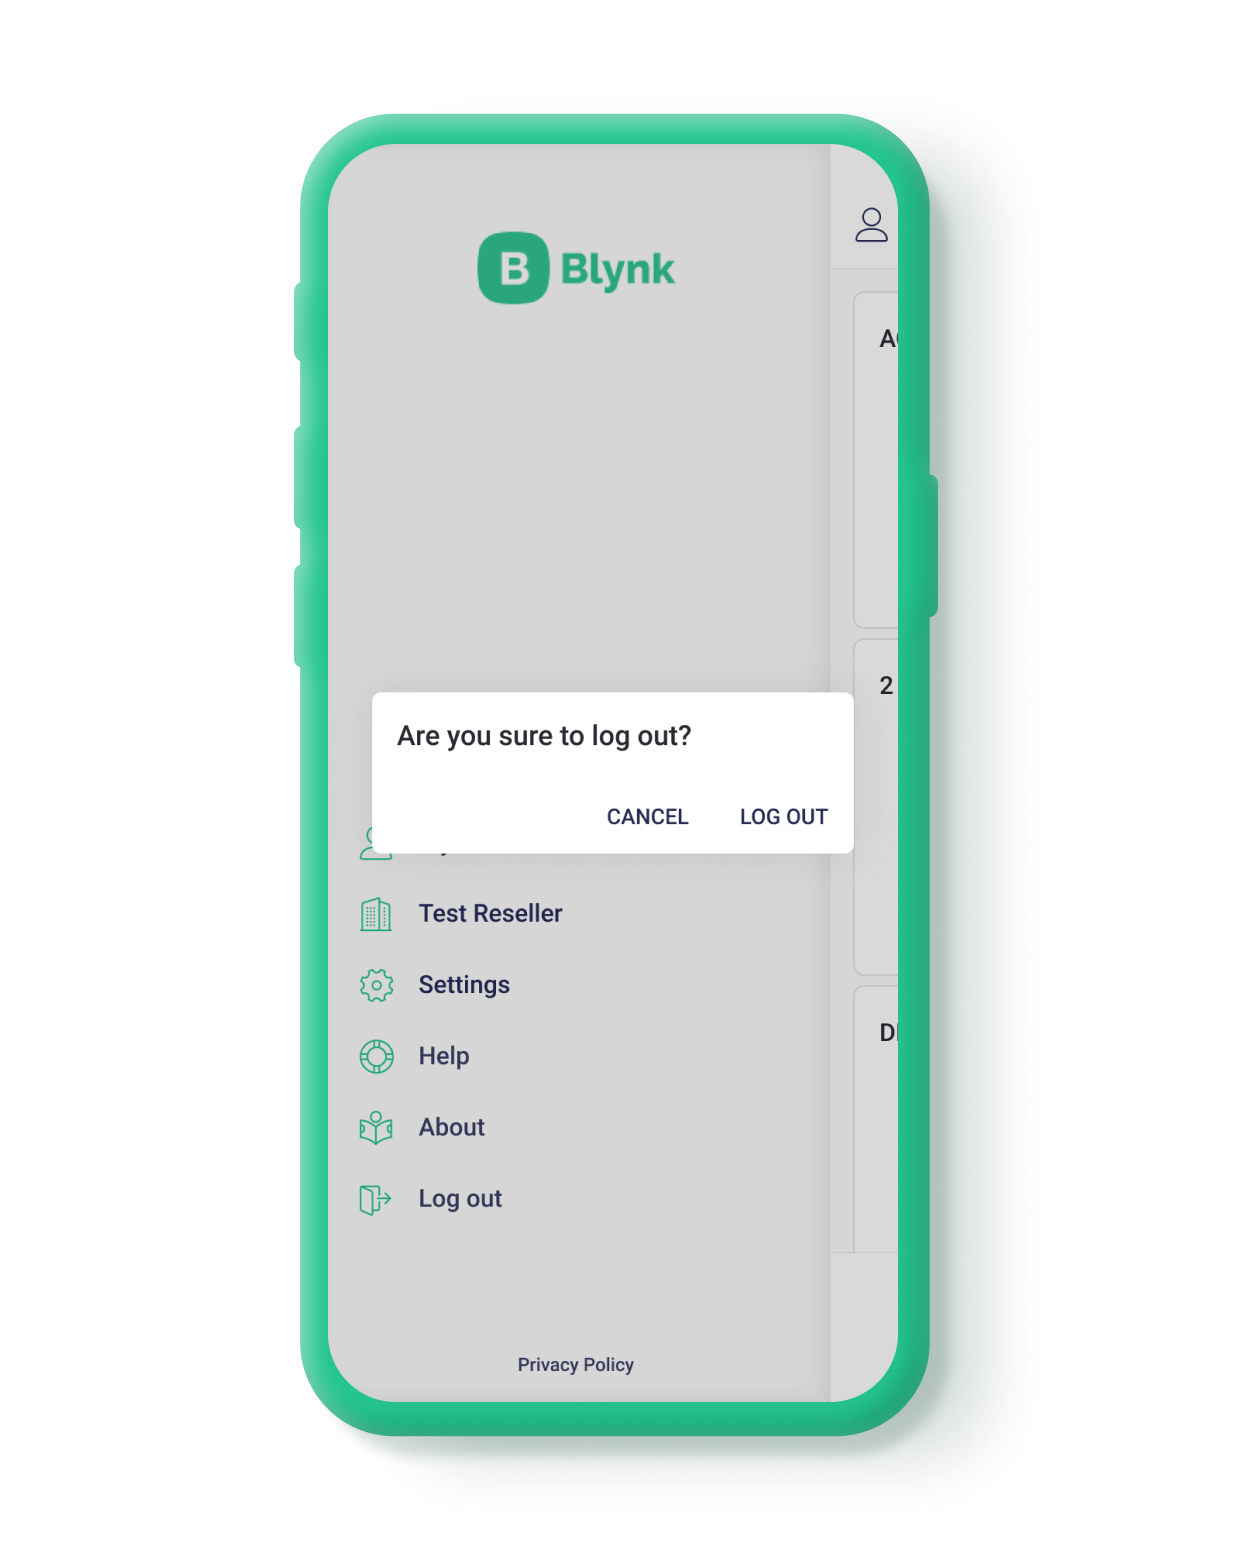 B Blynk
2
Are you sure to log out?
CANCEL LOG OUT
Test Reseller
Settings
Help
About
Log out
Privacy Policy